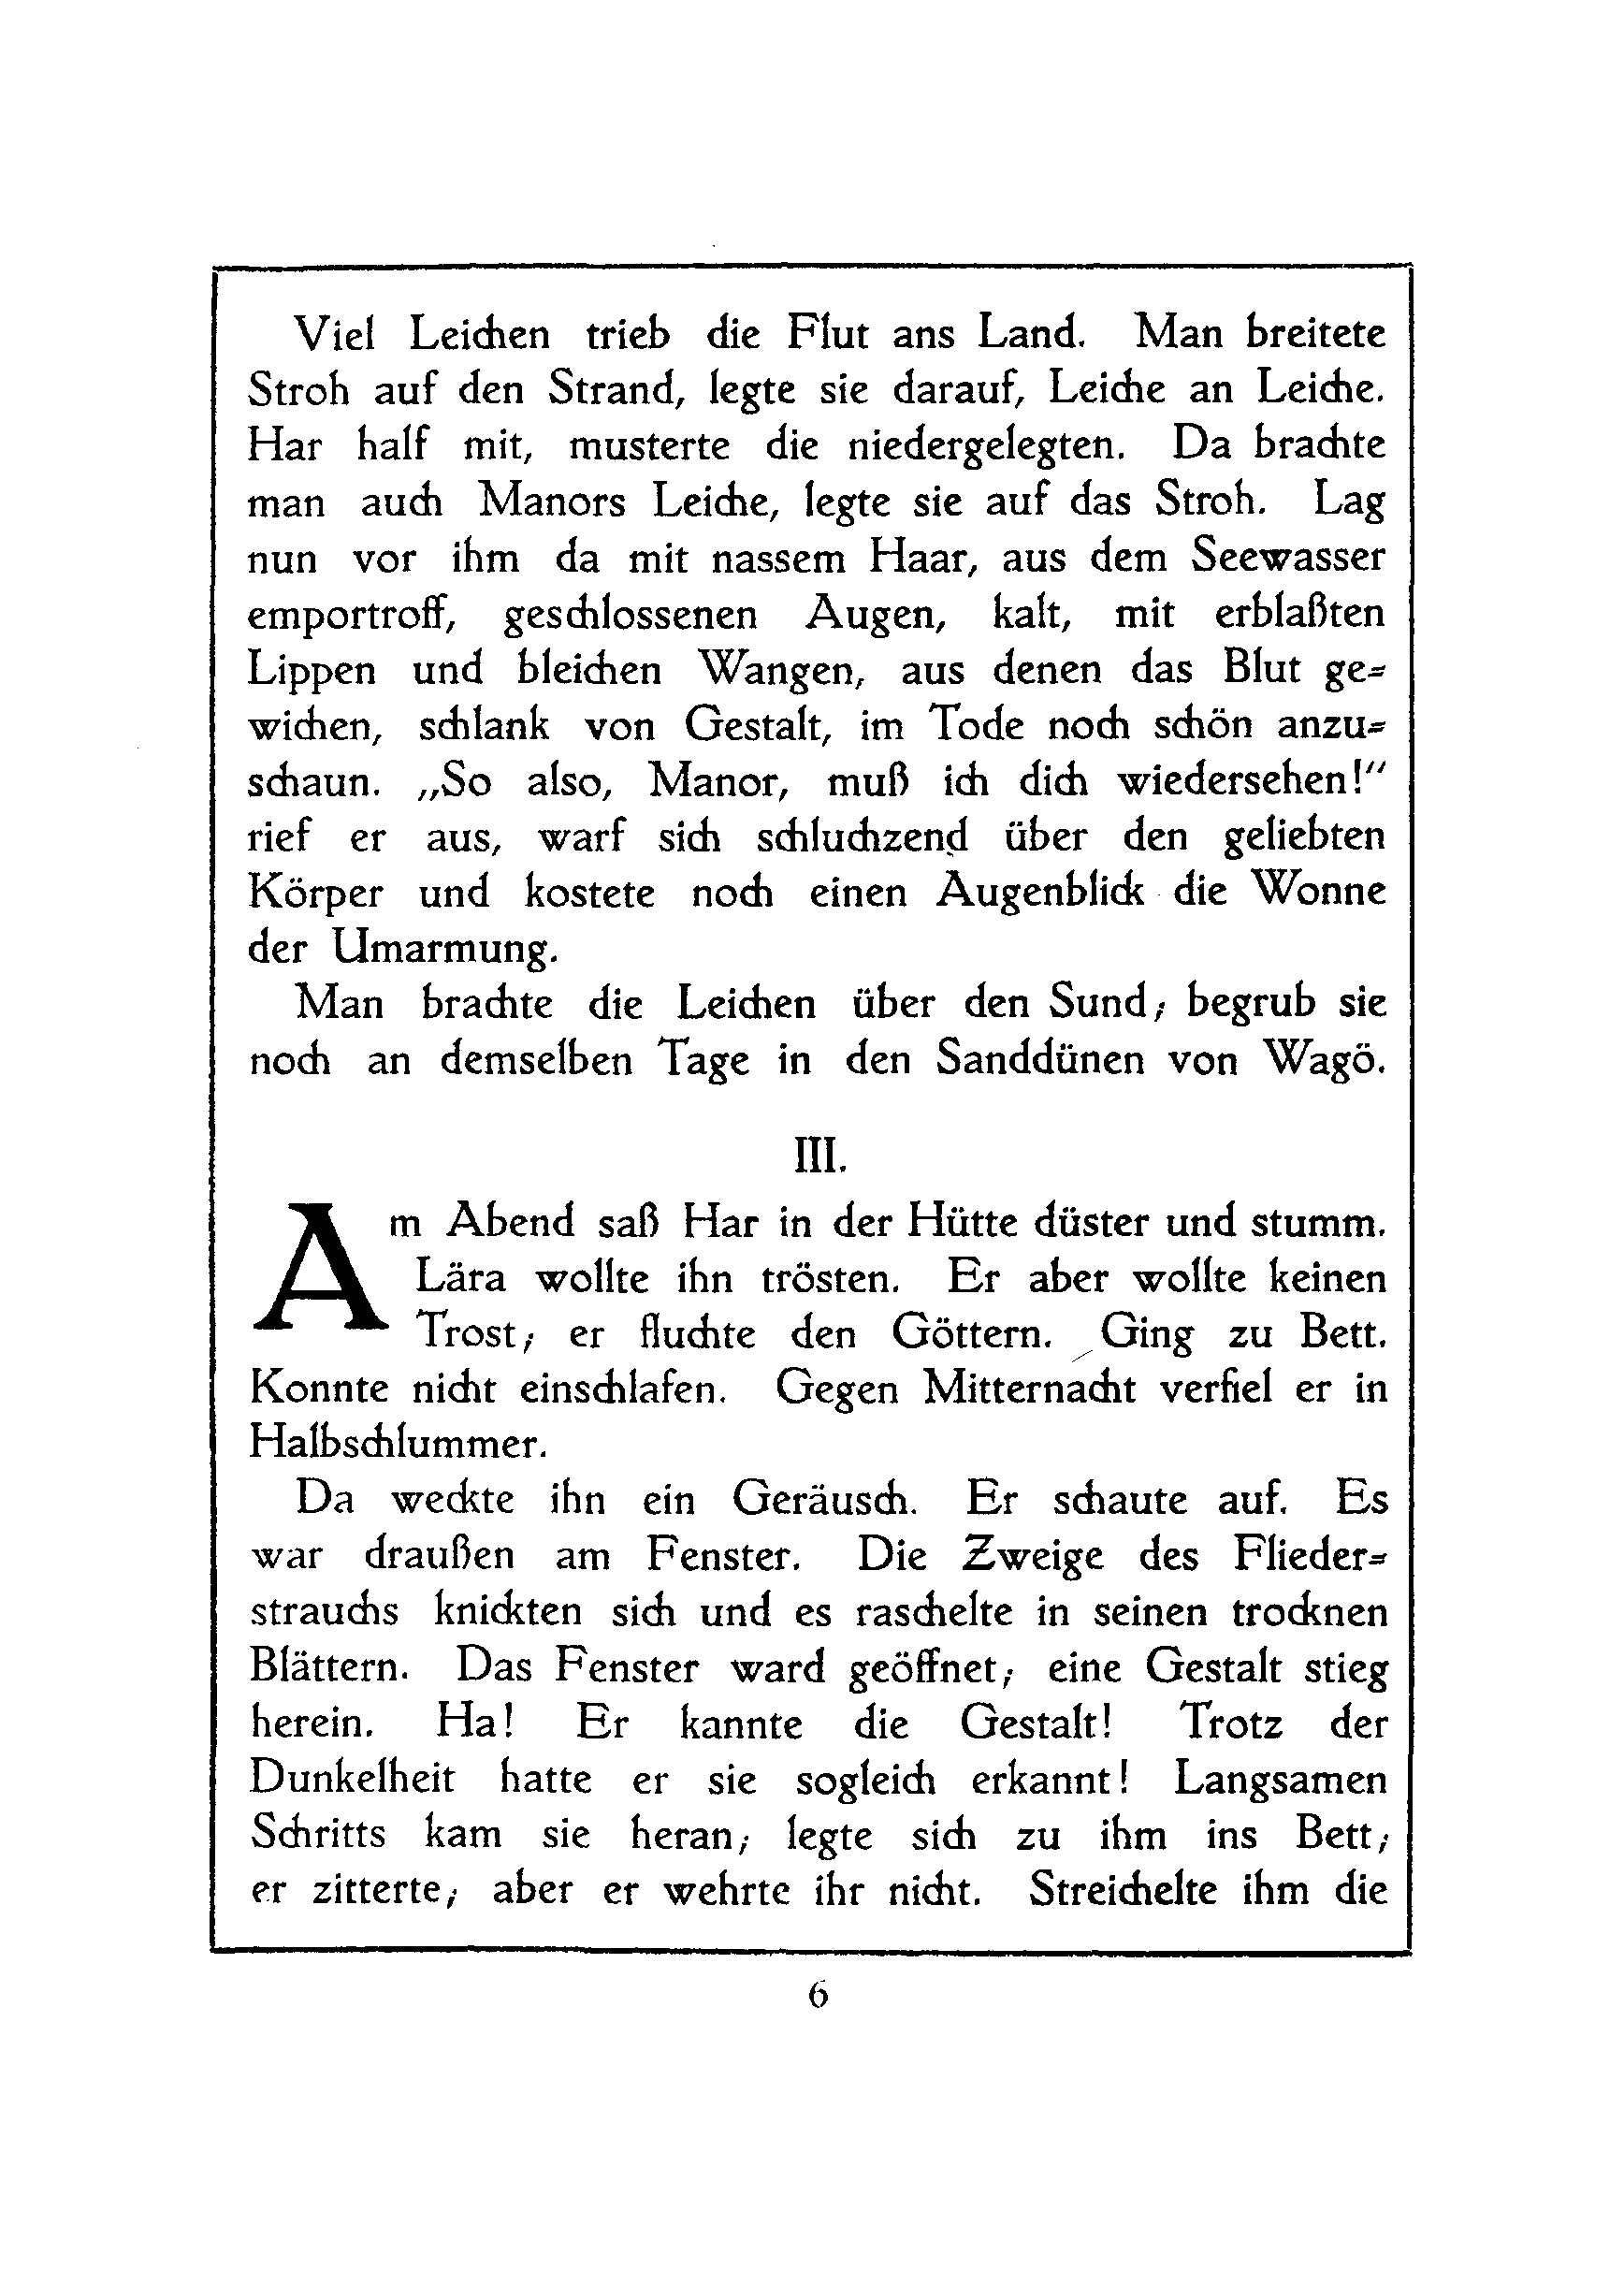 Viel Leichen trieb die Flut ans Land. Man breitete
Stroh auf den Strand, legte sie darauf, Leiche an Leiche.
Har half mit, musterte die niedergelegten. Da brachte
man auch Manors Leiche, legte sie auf das Stroh. Lag
nun vor ihm da mit nassem Haar, aus dem Seewasser
emportroff, geschlossenen Augen, kalt, mit erblaßten
Lippen und bleichen Wangen, aus denen das Blut ge-
wichen, schlank von Gestalt, im Tode noch schön anzu-
schaun. „So also, Manor, muß ich dich wiedersehen!"
rief er aus, warf sich schluchzend über den geliebten
Körper und kostete noch einen Augenblick die Wonne
der Umarmung.
Man brachte die Leichen über den Sund; begrub sie
noch an demselben Tage in den Sanddünen von Wagö.
III.
Am Abend saß Har in der Hütte düster und stumm.
Lära wollte ihn trösten. Er aber wollte keinen
Trost; er fluchte den Göttern. Ging zu Bett.
Konnte nicht einschlafen. Gegen Mitternacht verfiel er in
Halbschlummer.
Da weckte ihn ein Geräusch. Er schaute auf. Es
war draußen am Fenster. Die Zweige des Flieder-
strauchs knickten sich und es raschelte in seinen trocknen
Blättern. Das Fenster ward geöffnet; eine Gestalt stieg
herein. Ha! Er kannte die Gestalt! Trotz der
Dunkelheit hatte er sie sogleich erkannt! Langsamen
Schritts kam sie heran; legte sich zu ihm ins Bett;
er zitterte; aber er wehrte ihr nicht. Streichelte ihm die
6